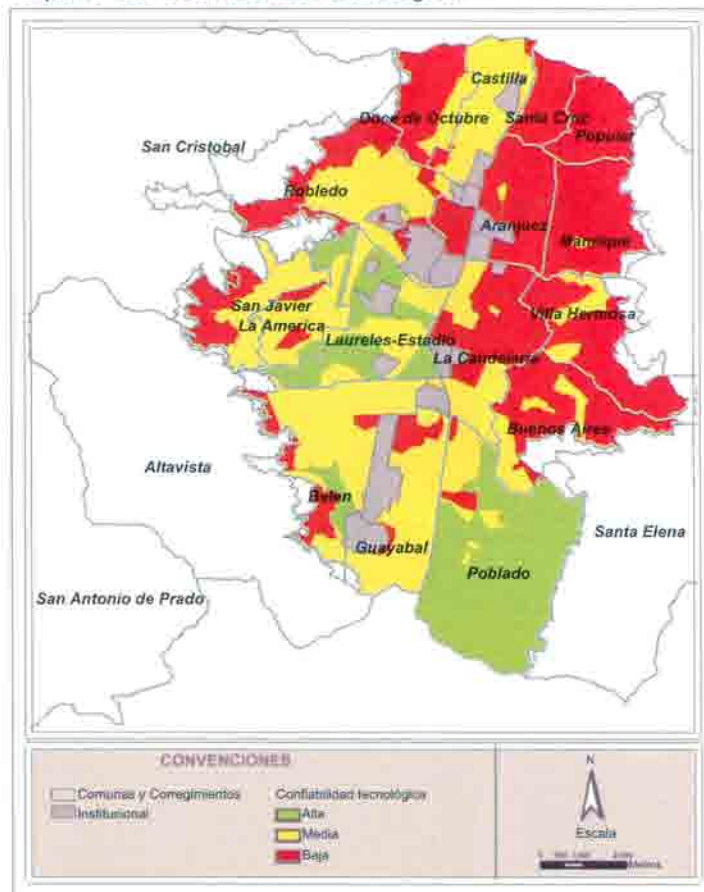 Castilla
Doce de Octubre
Santa Cruz
Popular
San Cristobal
Robledo
Aranjuez
Manrique
San Javier
La America
Villa Hermosa
Laureles-Estadio
La Candelaria
Buenos Aires
Altavista
Belen
Santa Elena
Guayabal
Poblado
San Antonio de Prado
CONVENCIONES
Comunas y Corregimientos
Institucional
Confiabilidad tecnológica
Alta
Media
Baja
N
Escala